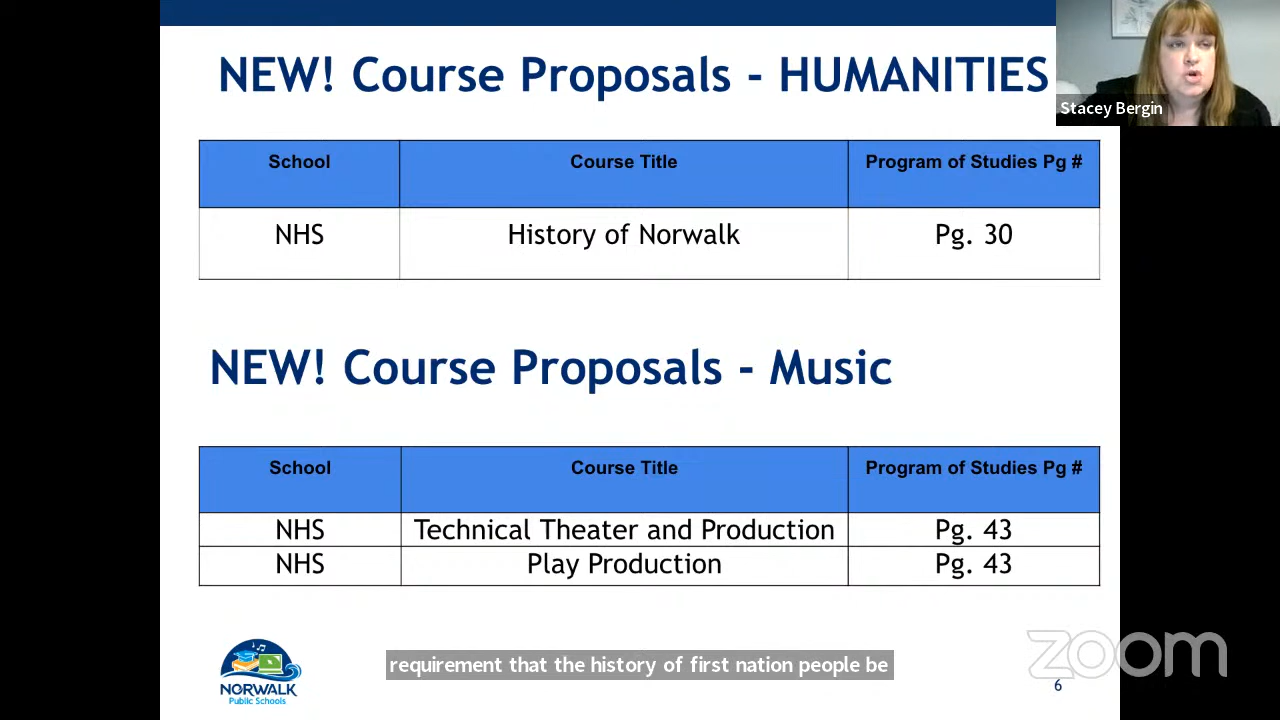 NEW! Course Proposals - HUMANITIES
Stacey Bergin
School Course Title Program of Studies Pg #
NHS History of Norwalk Pg. 30
NEW! Course Proposals - Music
School Course Title Program of Studies Pg #
NHS Technical Theater and Production Pg. 43
NHS Play Production Pg. 43
NORWALK
Public Schools
requirement that the history of first nation people be
zoom
6